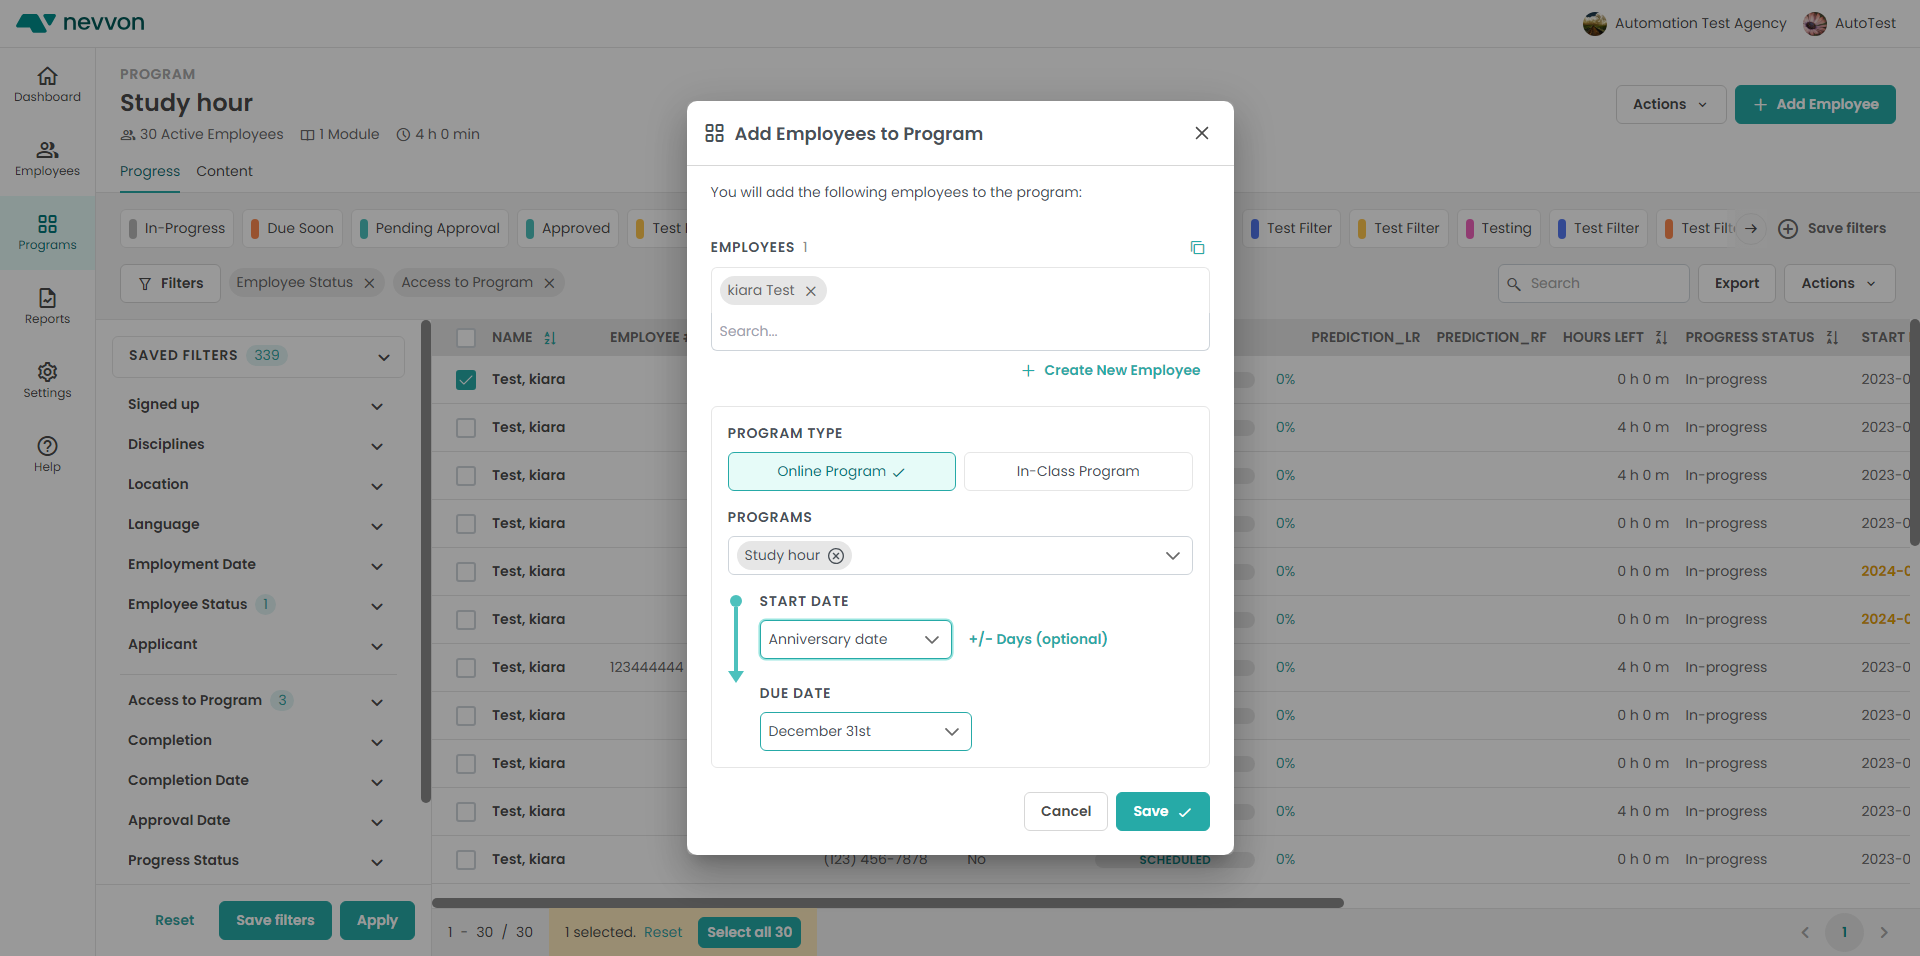 nevvon
Automation Test Agency
AutoTest
Dashboard
Employees
Programs
Reports
Settings
Help
PROGRAM
Study hour
30 Active Employees
1 Module
4 h 0 min
Progress
Content
Actions
Add Employee
In-Progress
Due Soon
Pending Approval
Approved
Test
Test Filter
Test Filter
Testing
Test Filter
Test
Save filters
Filters
Employee Status
Access to Program
Search
Export
Actions
SAVED FILTERS 339
Signed up
Disciplines
Location
Language
Employment Date
Employee Status 1
Applicant
Access to Program 3
Completion
Completion Date
Approval Date
Progress Status
Reset
Save filters
Apply
NAME EMPLOYEE PREDICTION_LR PREDICTION_RF HOURS LEFT PROGRESS STATUS START
Test, kiara 0% 0 h 0 m In-progress 2023-0
Test, kiara 0% 4 h 0 m In-progress 2023-0
Test, kiara 0% 4 h 0 m In-progress 2023-0
Test, kiara 0% 0 h 0 m In-progress 2023-0
Test, kiara 0% 0 h 0 m In-progress 2024-0
Test, kiara 0% 0 h 0 m In-progress 2024-0
Test, kiara 123444444 0% 4 h 0 m In-progress 2023-0
Test, kiara 0% 0 h 0 m In-progress 2023-0
Test, kiara 0% 0 h 0 m In-progress 2023-0
Test, kiara 0% 4 h 0 m In-progress 2023-0
Test, kiara (123) 456-7878 No SCHEDULED 0% 0 h 0 m In-progress 2023-0
1 - 30 / 30
1 selected. Reset
Select all 30
1
Add Employees to Program
You will add the following employees to the program:
EMPLOYEES 1
kiara Test
Search...
Create New Employee
PROGRAM TYPE
Online Program
In-Class Program
PROGRAMS
Study hour
START DATE
Anniversary date
+/- Days (optional)
DUE DATE
December 31st
Cancel
Save